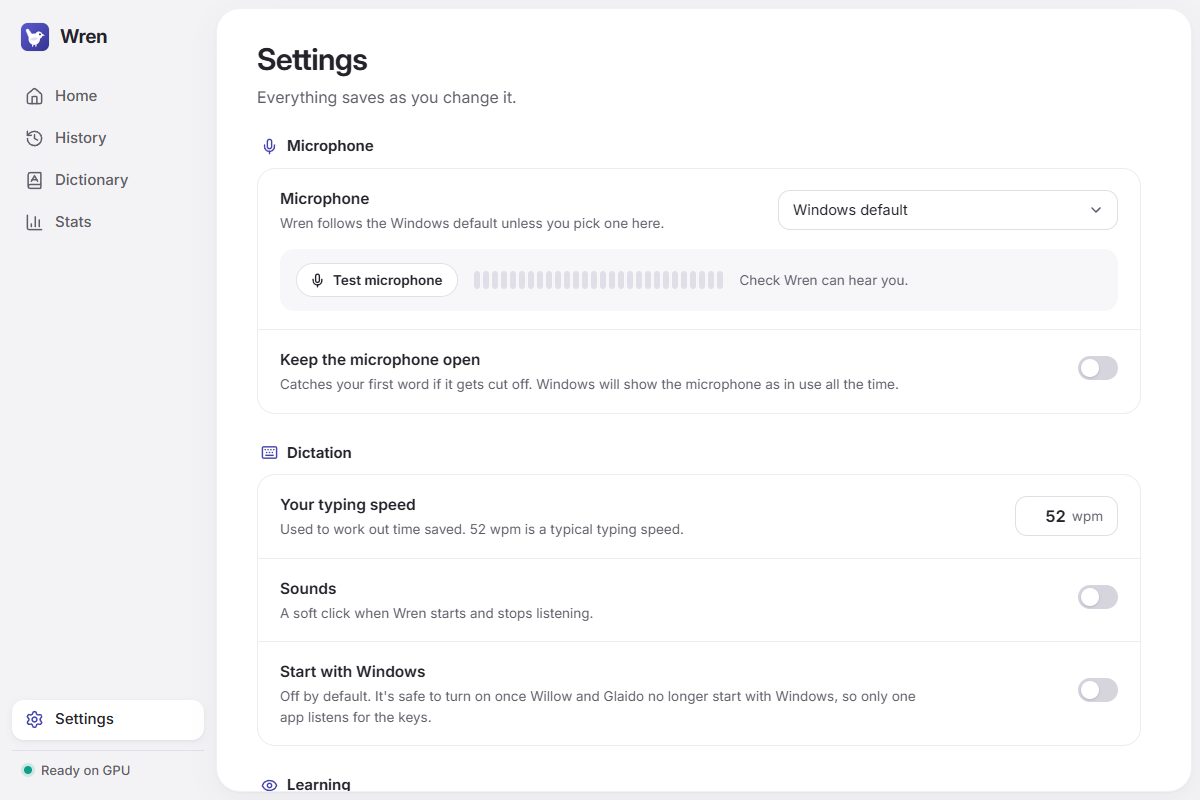 Wren
Home
History
Dictionary
Stats
Settings
Ready on GPU
Settings
Everything saves as you change it.
Microphone
Microphone
Wren follows the Windows default unless you pick one here.
Windows default
Test microphone
Check Wren can hear you.
Keep the microphone open
Catches your first word if it gets cut off. Windows will show the microphone as in use all the time.
Dictation
Your typing speed
Used to work out time saved. 52 wpm is a typical typing speed.
52 wpm
Sounds
A soft click when Wren starts and stops listening.
Start with Windows
Off by default. It's safe to turn on once Willow and Glaido no longer start with Windows, so only one
app listens for the keys.
Learning